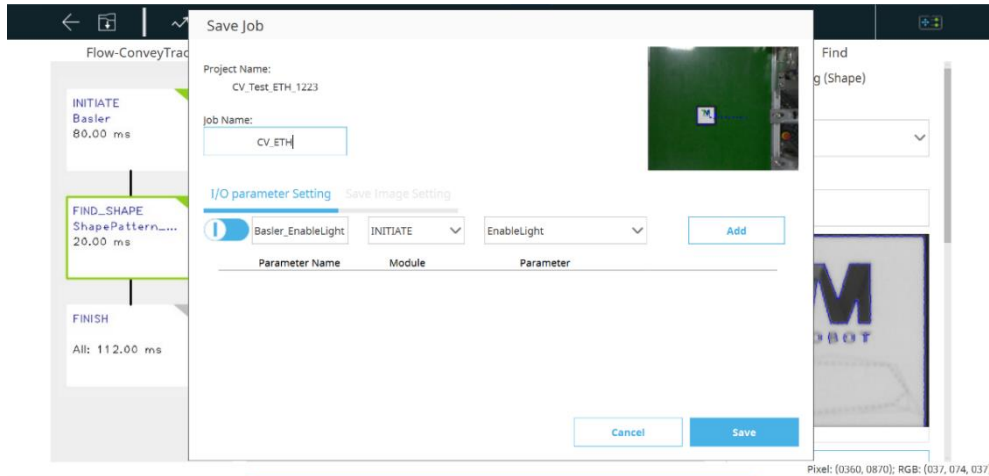 Flow-ConveyTrac
INITIATE
Basler
80.00 ms
FIND_SHAPE
ShapePattern_...
20.00 ms
FINISH
All: 112.00 ms
Save Job
Project Name:
CV_Test_ETH_1223
Job Name:
CV_ETH
I/O parameter Setting Save Image Setting
Basler_EnableLight INITIATE EnableLight Add
Parameter Name Module Parameter
Cancel Save
Find
g (Shape)
M
OBOT
Pixel: (0360, 0870); RGB: (037, 074, 037